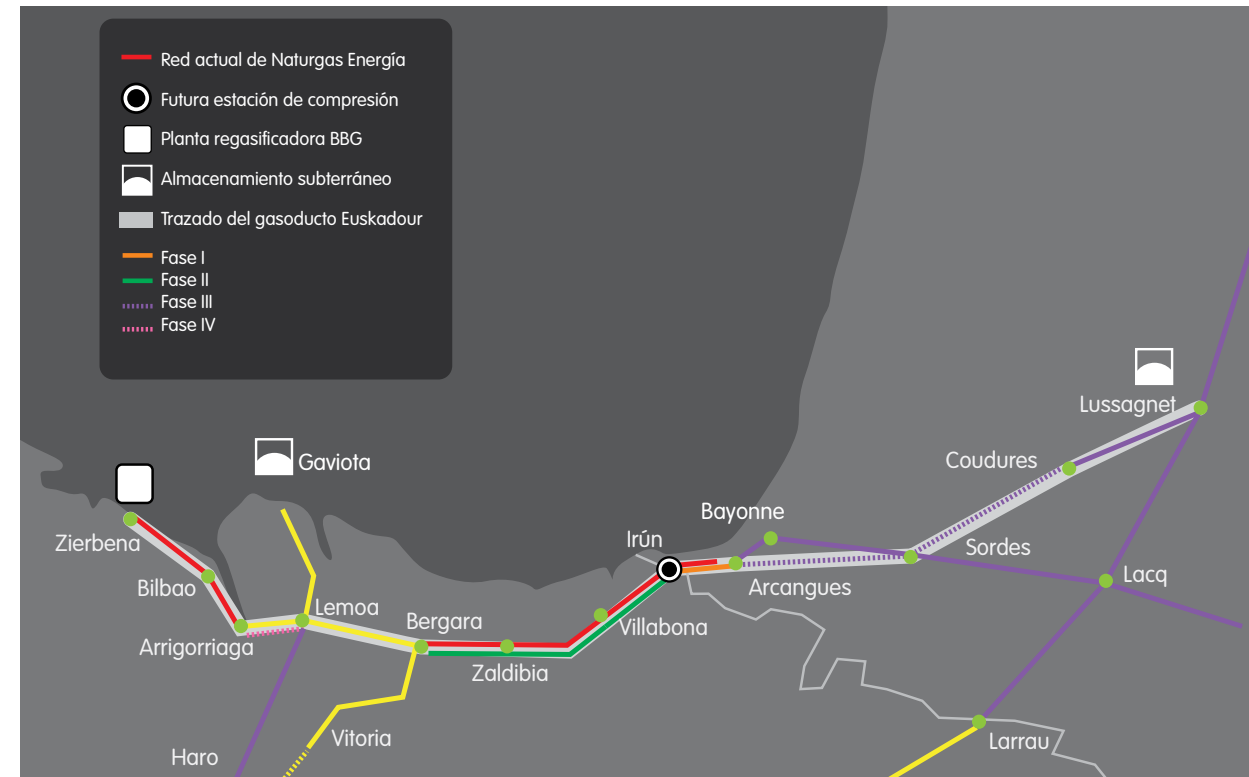 Red actual de Naturgas Energía
Futura estación de compresión
Planta regasificadora BBG
Almacenamiento subterráneo
Trazado del gasoducto Euskadour
Fase I
Fase II
Fase III
Fase IV
Lussagnet
Gaviota
Coudures
Bayonne
Zierbena
Irún
Sordes
Bilbao
Arcangues
Lacq
Lemoa
Bergara
Villabona
Arrigorriaga
Zaldibia
Vitoria
Larrau
Haro